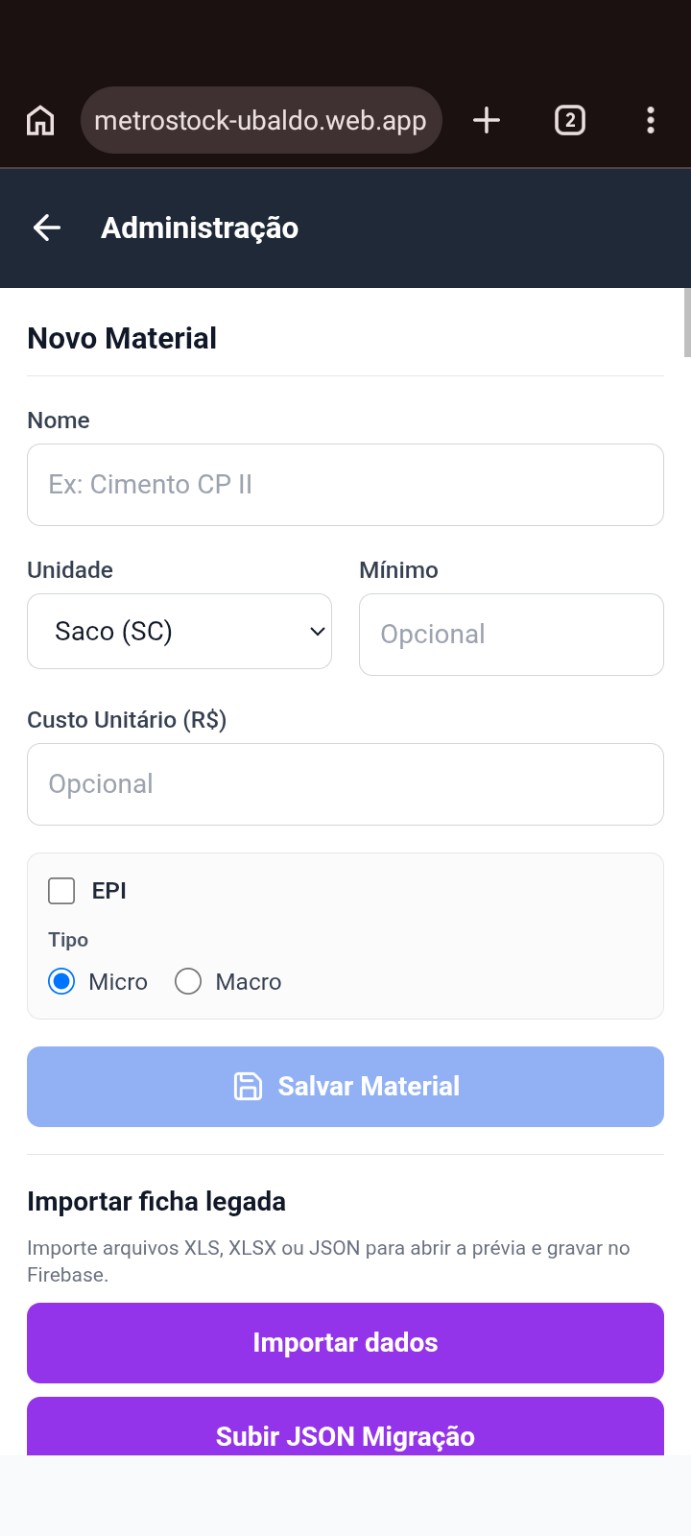 metrostock-ubaldo.web.app
2
Administração
Novo Material
Nome
Ex: Cimento CP II
Unidade
Mínimo
Saco (SC)
Opcional
Custo Unitário (R$)
Opcional
EPI
Tipo
Micro
Macro
Salvar Material
Importar ficha legada
Importe arquivos XLS, XLSX ou JSON para abrir a prévia e gravar no
Firebase.
Importar dados
Subir JSON Migração